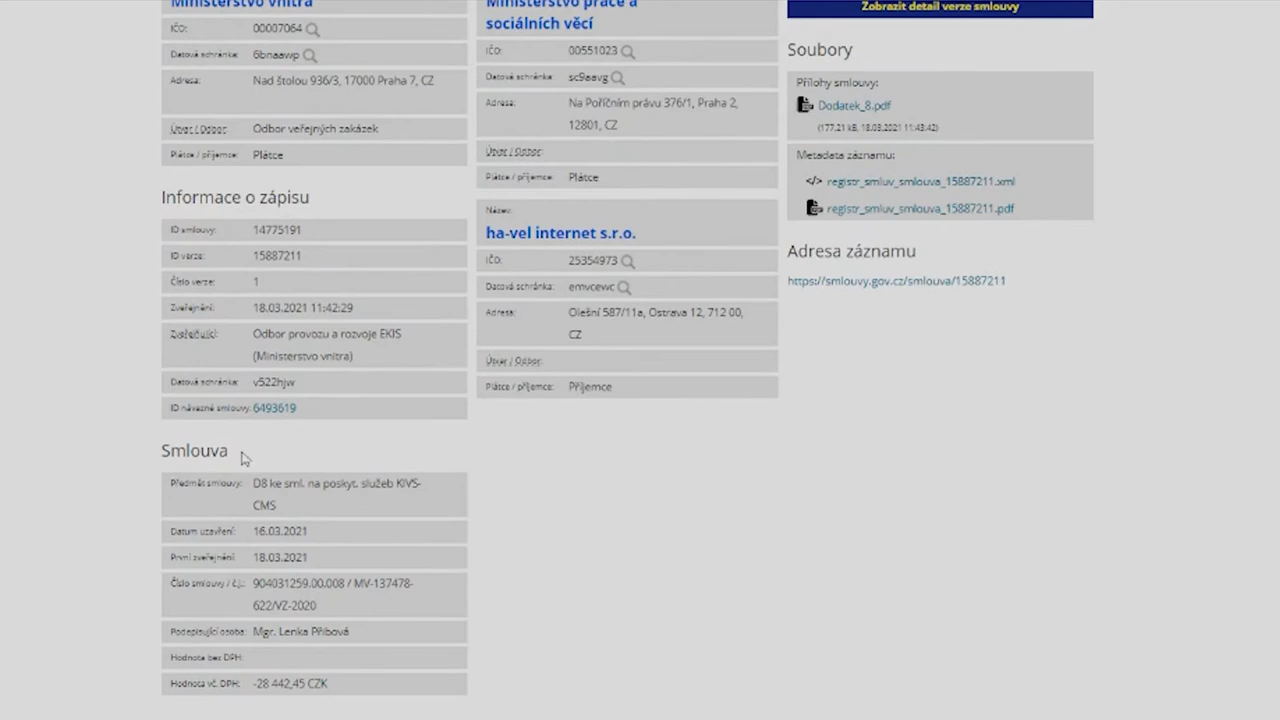 Ministerstvo vnitra
IČO: 00007064
Datová schránka: 6bnaawp
Adresa: Nad štolou 936/3, 17000 Praha 7, CZ
Útvar / Odbor: Odbor veřejných zakázek
Plátce / příjemce: Plátce
Informace o zápisu
ID smlouvy: 14775191
ID verze: 15887211
Číslo verze: 1
Zveřejnění: 18.03.2021 11:42:29
Zveřejňující: Odbor provozu a rozvoje EKIS
(Ministerstvo vnitra)
Datová schránka: v522hjw
ID návazné smlouvy: 6493619
Smlouva
Předmět smlouvy: D8 ke sml. na poskyt. služeb KIVS-
CMS
Datum uzavření: 16.03.2021
První zveřejnění: 18.03.2021
Číslo smlouvy / č.j.: 904031259.00.008 / MV-137478-
622/VZ-2020
Podepisující osoba: Mgr. Lenka Přibová
Hodnota bez DPH:
Hodnota vč. DPH: -28 442,45 CZK
Ministerstvo práce a
sociálních věcí
IČO: 00551023
Datová schránka: sc9aavg
Adresa: Na Poříčním právu 376/1, Praha 2,
12801, CZ
Útvar / Odbor:
Plátce / příjemce: Plátce
Název:
ha-vel internet s.r.o.
IČO: 25354973
Datová schránka: emvcewc
Adresa: Olešní 587/11a, Ostrava 12, 712 00,
CZ
Útvar / Odbor:
Plátce / příjemce: Příjemce
Zobrazit detail verze smlouvy
Soubory
Přílohy smlouvy:
Dodatek_8.pdf
(177.21 kB, 18.03.2021 11:43:42)
Metadata záznamu:
</> registr_smluv_smlouva_15887211.xml
registr_smluv_smlouva_15887211.pdf
Adresa záznamu
https://smlouvy.gov.cz/smlouva/15887211